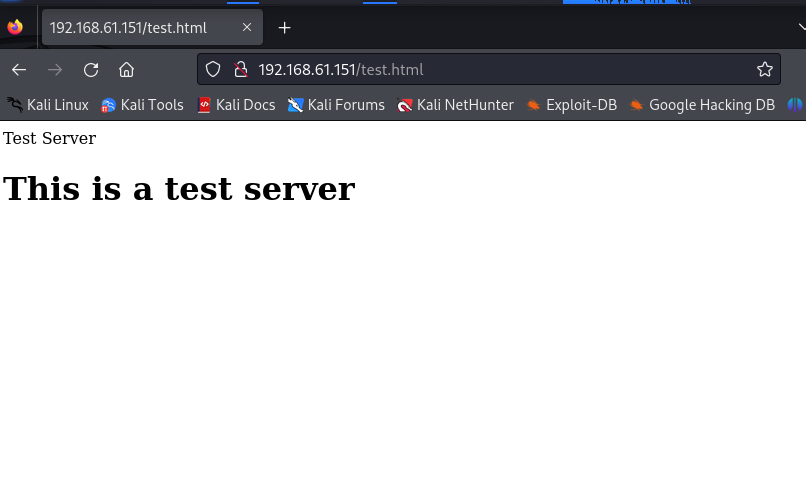 192.168.61.151/test.html
192.168.61.151/test.html
Kali Linux Kali Tools Kali Docs Kali Forums Kali NetHunter Exploit-DB Google Hacking DB
Test Server
This is a test server